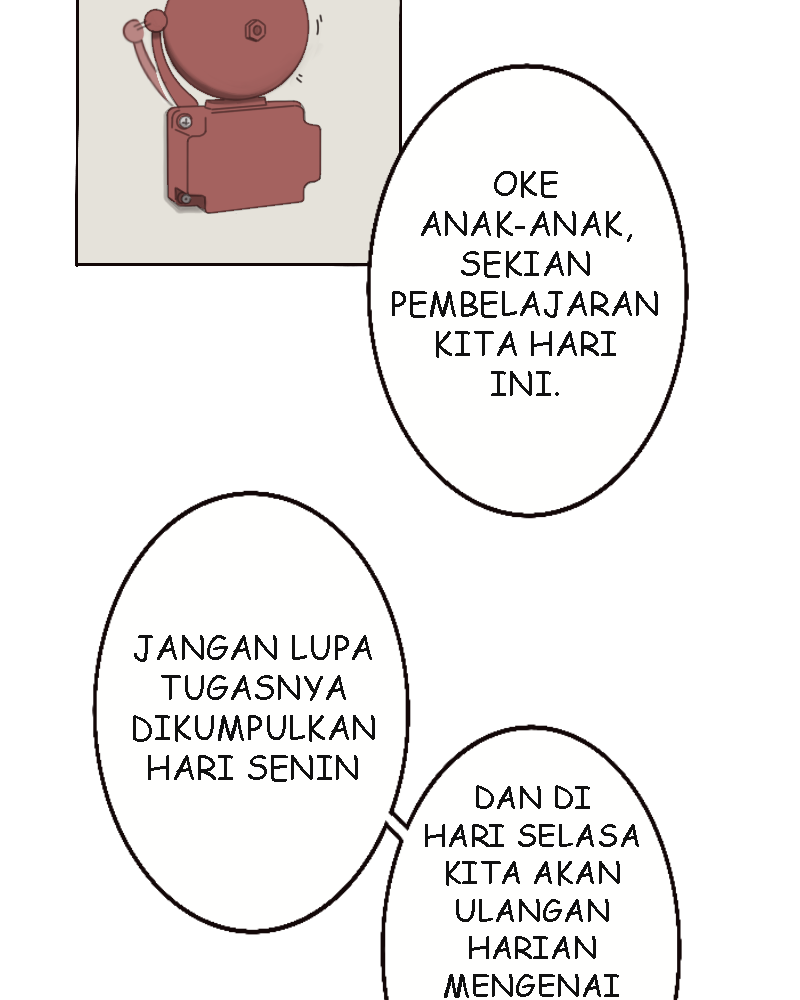 OKE
ANAK-ANAK,
SEKIAN
PEMBELAJARAN
KITA HARI
INI.
JANGAN LUPA
TUGASNYA
DIKUMPULKAN
HARI SENIN
DAN DI
HARI SELASA
KITA AKAN
ULANGAN
HARIAN
MENGENAI